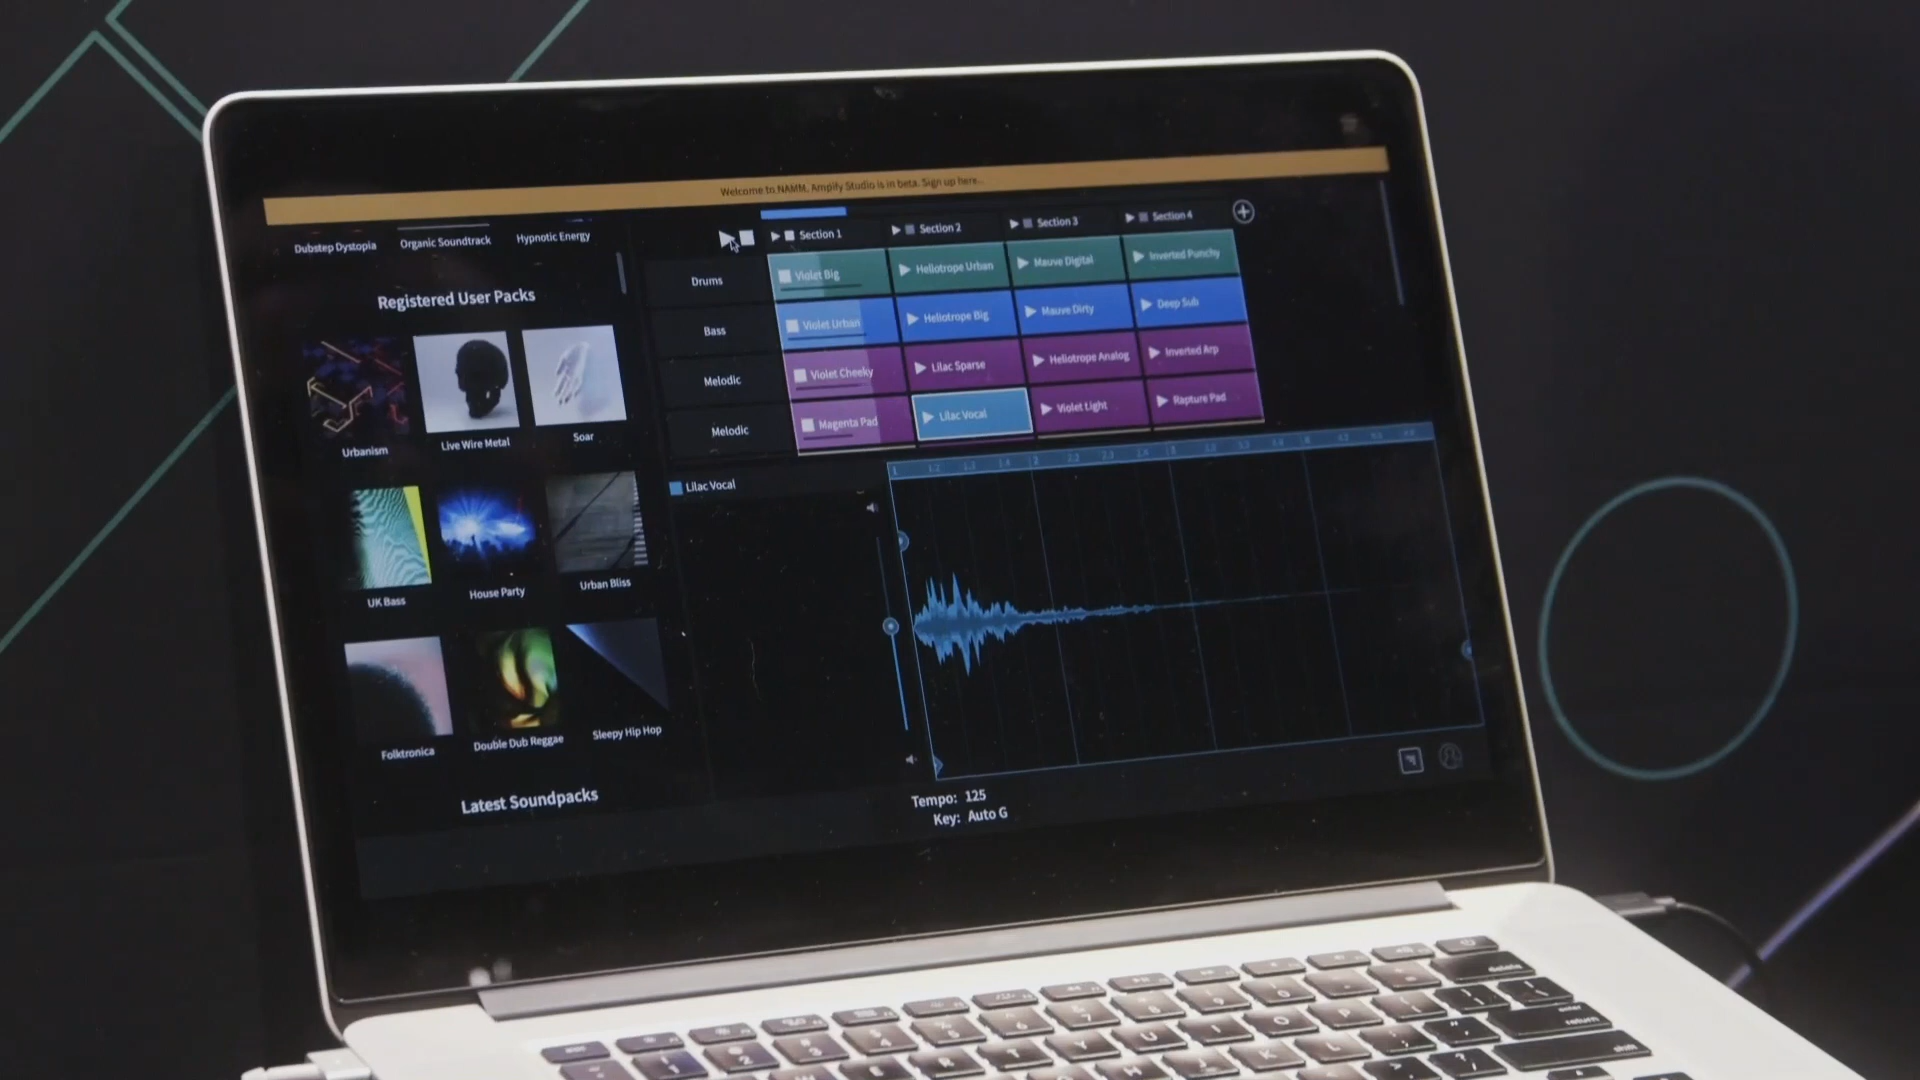 Welcome to NAMM, Ampify Studio is in beta. Sign up here.
Dubstep Dystopia
Organic Soundtrack
Hypnotic Energy
Registered User Packs
Urbanism
Live Wire Metal
Soar
UK Bass
House Party
Urban Bliss
Folktronica
Double Dub Reggae
Sleepy Hip Hop
Latest Soundpacks
Section 1
Section 2
Section 3
Section 4
Drums
Violet Big
Heliotrope Urban
Mauve Digital
Inverted Punchy
Bass
Violet Urban
Heliotrope Big
Mauve Dirty
Deep Sub
Melodic
Violet Cheeky
Lilac Sparse
Heliotrope Analog
Inverted Arp
Melodic
Magenta Pad
Lilac Vocal
Violet Light
Rapture Pad
Lilac Vocal
Tempo: 125
Key: Auto G
delete
enter
return
shift